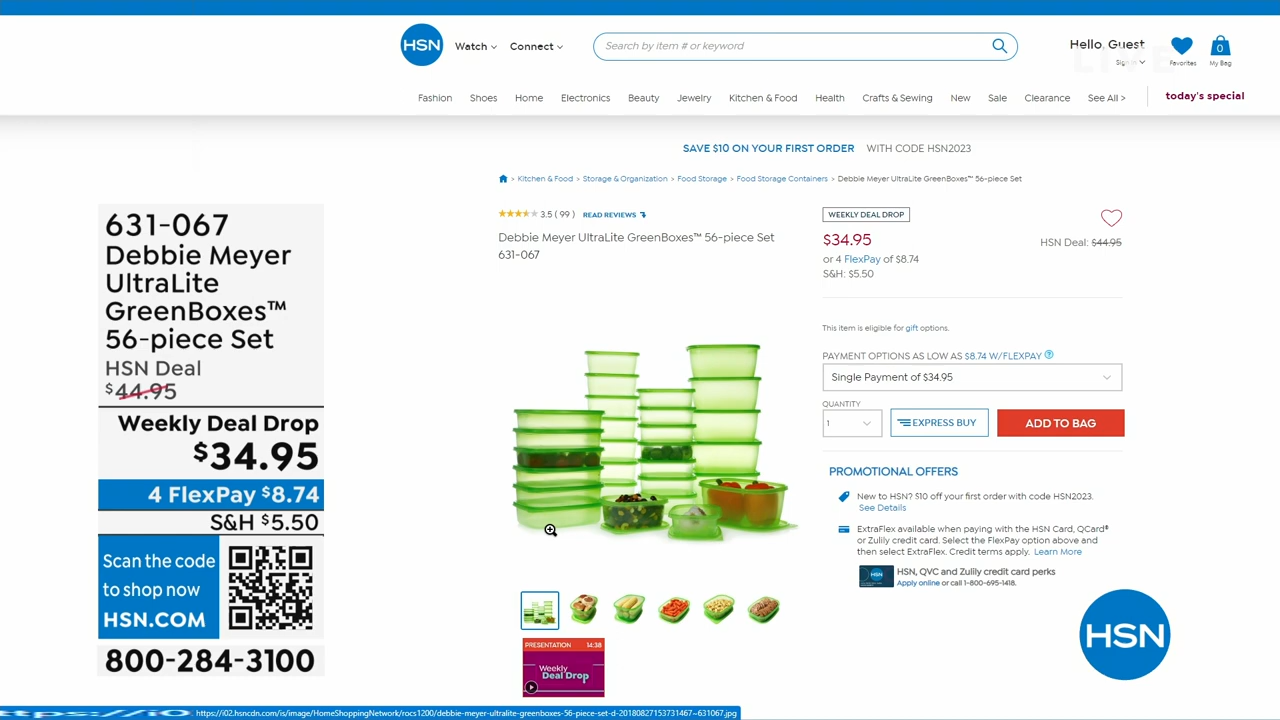 HSN
Watch
Connect
Search by item # or keyword
Hello, Guest
Sign In
Favorites
0
My Bag
LIVE
Fashion
Shoes
Home
Electronics
Beauty
Jewelry
Kitchen & Food
Health
Crafts & Sewing
New
Sale
Clearance
See All >
today's special
SAVE $10 ON YOUR FIRST ORDER WITH CODE HSN2023
> Kitchen & Food > Storage & Organization > Food Storage > Food Storage Containers > Debbie Meyer UltraLite GreenBoxes™ 56-piece Set
631-067
Debbie Meyer
UltraLite
GreenBoxes™
56-piece Set
HSN Deal
$44.95
Weekly Deal Drop
$34.95
4 FlexPay $8.74
S&H $5.50
Scan the code
to shop now
HSN.COM
800-284-3100
3.5 ( 99 ) READ REVIEWS
Debbie Meyer UltraLite GreenBoxes™ 56-piece Set
631-067
PRESENTATION 14:38
Weekly
Deal Drop
WEEKLY DEAL DROP
$34.95
HSN Deal: $44.95
or 4 FlexPay of $8.74
S&H: $5.50
This item is eligible for gift options.
PAYMENT OPTIONS AS LOW AS $8.74 W/FLEXPAY ?
Single Payment of $34.95
QUANTITY
1
EXPRESS BUY
ADD TO BAG
PROMOTIONAL OFFERS
New to HSN? $10 off your first order with code HSN2023.
See Details
ExtraFlex available when paying with the HSN Card, QCard®
or Zulily credit card. Select the FlexPay option above and
then select ExtraFlex. Credit terms apply. Learn More
HSN
HSN, QVC and Zulily credit card perks
Apply online or call 1-800-695-1418.
HSN
https://i02.hsncdn.com/is/image/HomeShoppingNetwork/rocs1200/debbie-meyer-ultralite-greenboxes-56-piece-set-d-20180827153731467~631067.jpg